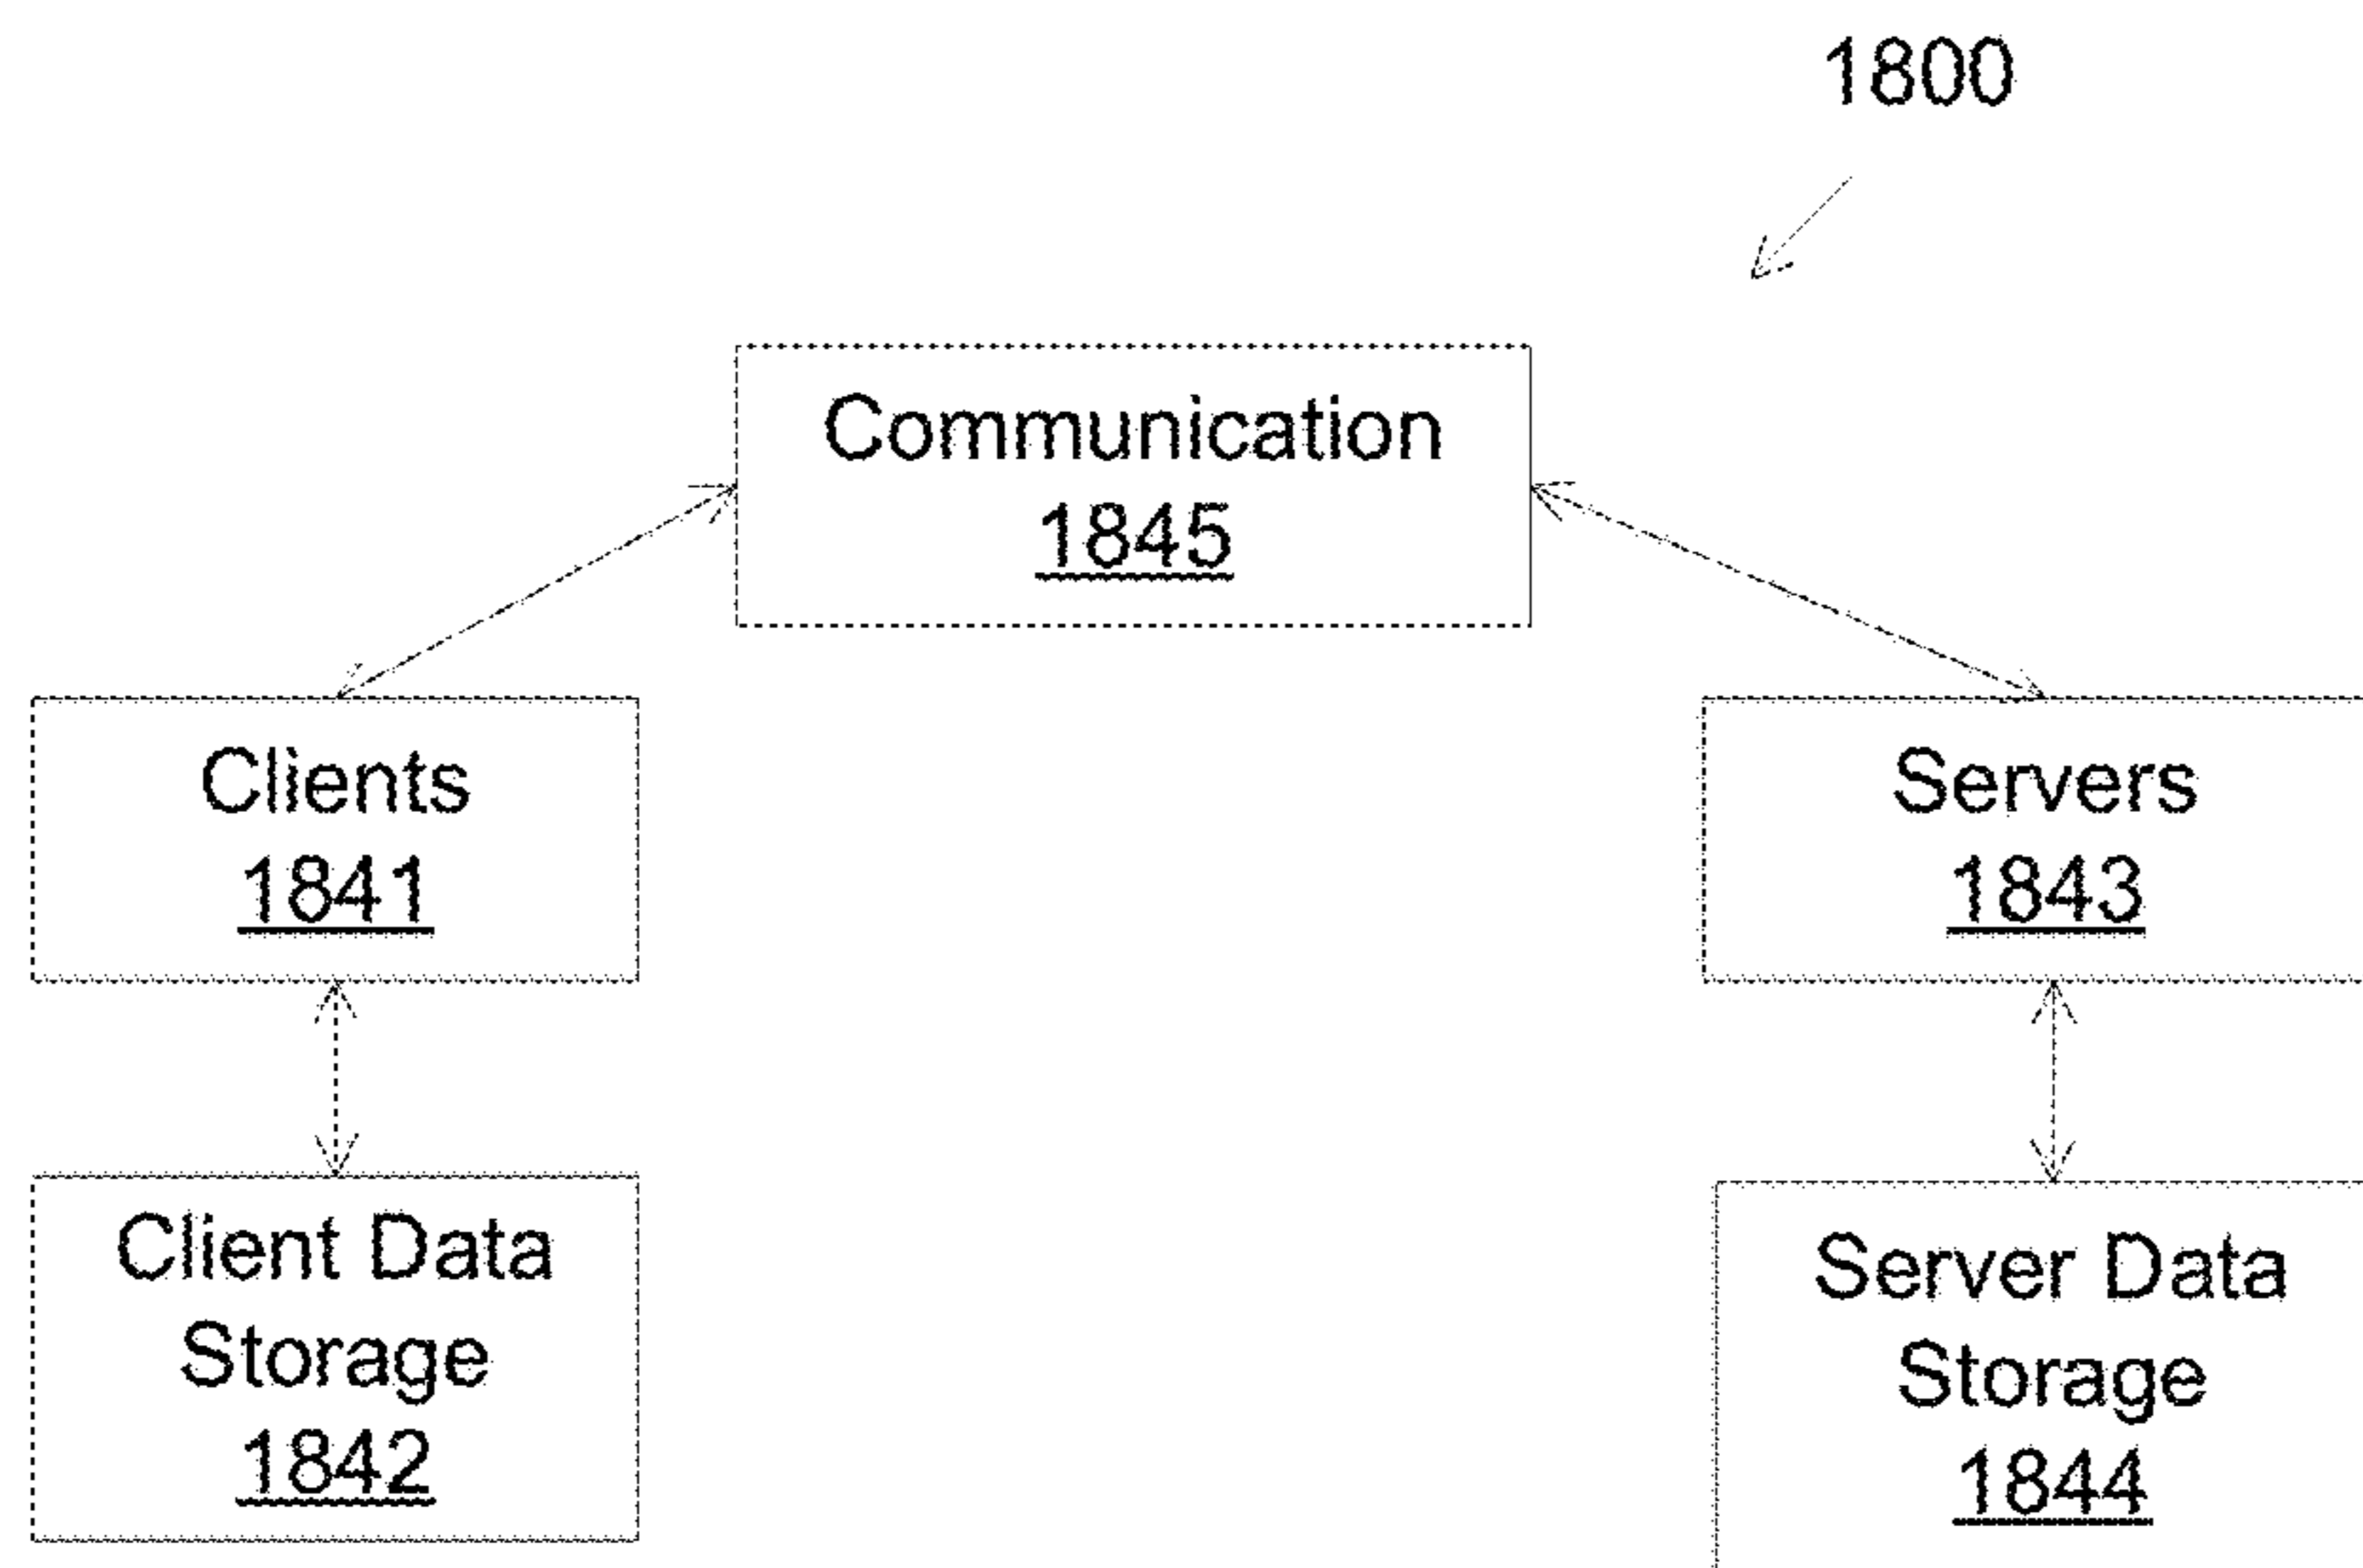 1800
Communication
1845
Clients
1841
Servers
1843
Client Data
Storage
1842
Server Data
Storage
1844